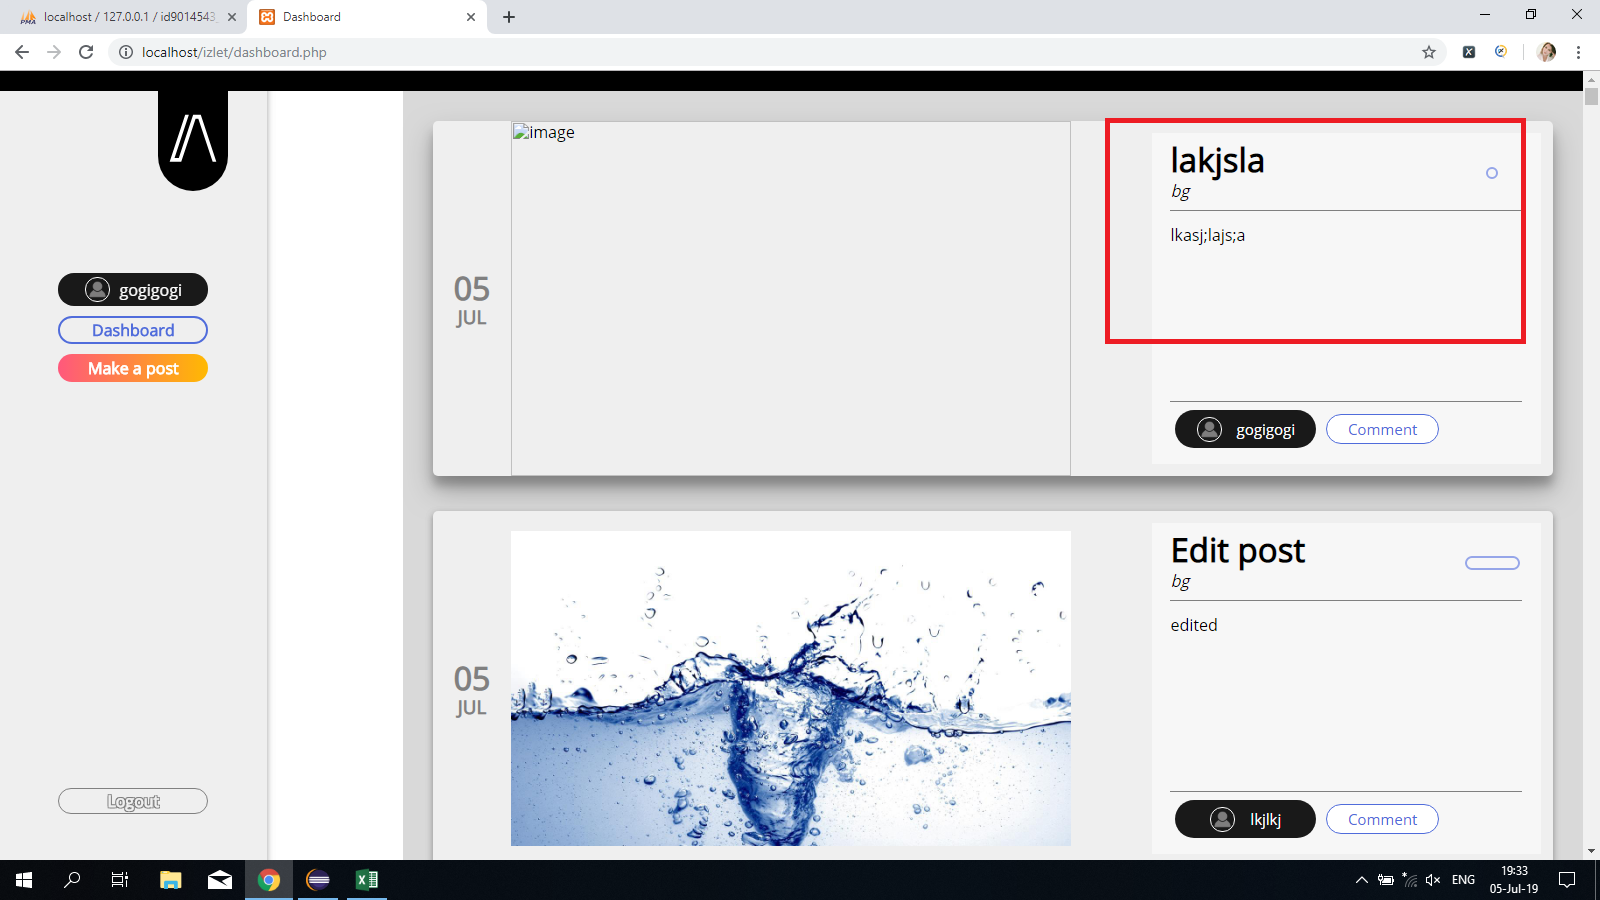 localhost / 127.0.0.1 / id9014543_
Dashboard
localhost/izlet/dashboard.php
image
lakjsla
bg
lkasj;lajs;a
05
JUL
gogigogi
Dashboard
Make a post
gogigogi
Comment
Edit post
bg
edited
05
JUL
lkjlkj
Comment
Logout
ENG
19:33
05-Jul-19